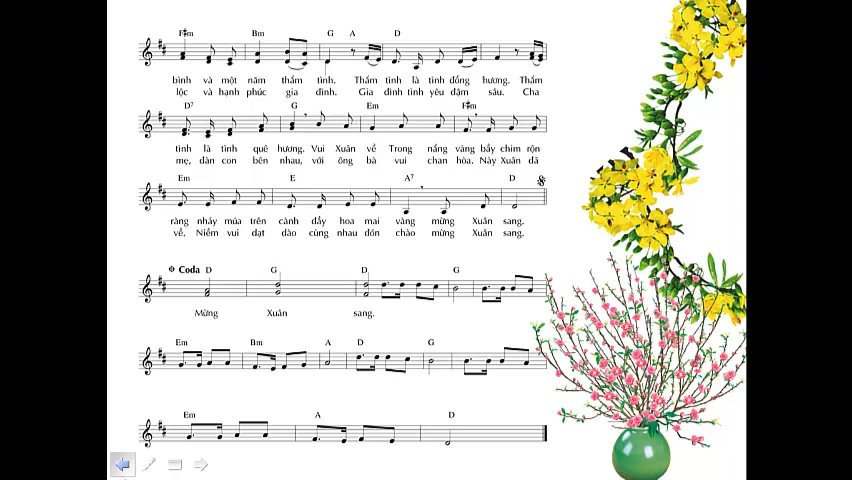 F#m Bm G A D
bình và một năm thắm tình. Thắm tình là tình đồng hương. Thắm
lộc và hạnh phúc gia đình. Gia đình tình yêu đậm sâu. Cha
D7 G Em F#m
tình là tình quê hương. Vui Xuân về Trong nắng vàng bầy chim rộn
mẹ, đàn con bên nhau, với ông bà vui chan hòa. Này Xuân đã
Em E A7 D
ràng nhảy múa trên cành đầy hoa mai vàng mừng Xuân sang.
về, Niềm vui dạt dào cùng nhau đón chào mừng Xuân sang.
Coda D G D G
Mừng Xuân sang.
Em Bm A D G Em
Em A D